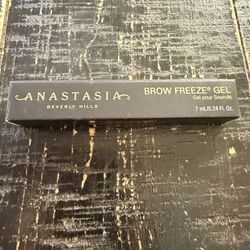 ANASTASIA
BEVERLY HILLS
BROW FREEZE® GEL
Gel pour Sourcils
7 mL/0.24 Fl. Oz.